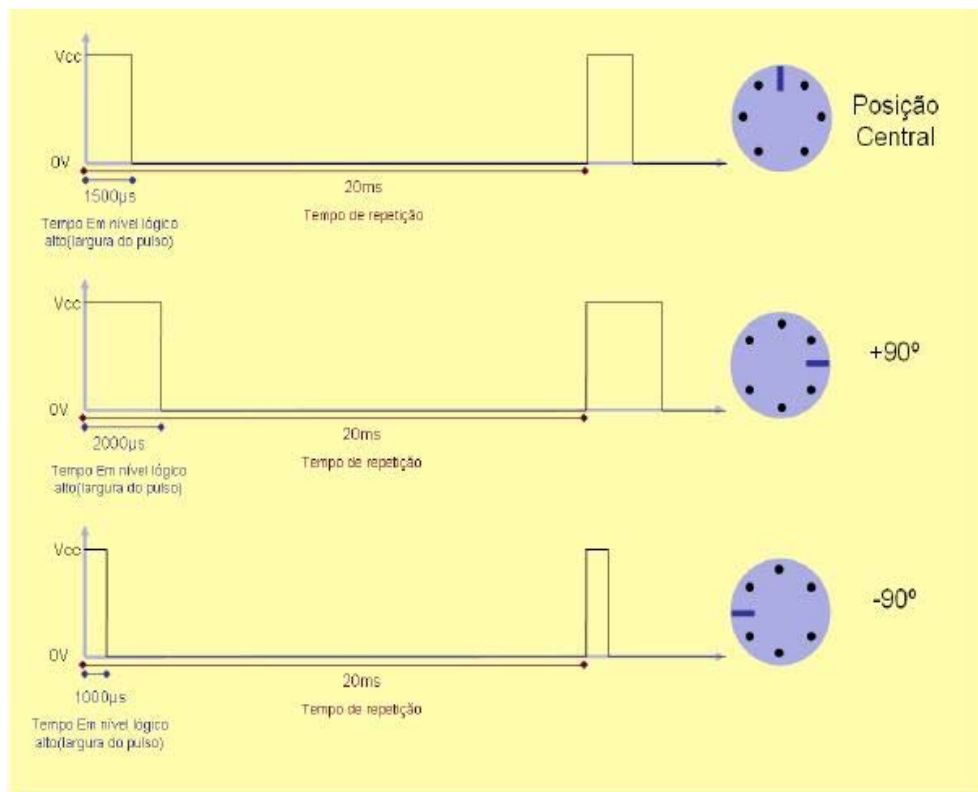 Vcc
0V
1500µs
20ms
Tempo de repetição
Tempo Em nível lógico
alto(largura do pulso)
Posição
Central
Vcc
0V
2000µs
20ms
Tempo de repetição
Tempo Em nível lógico
alto(largura do pulso)
+90º
Vcc
0V
1000µs
20ms
Tempo de repetição
Tempo Em nível lógico
alto(largura do pulso)
-90º